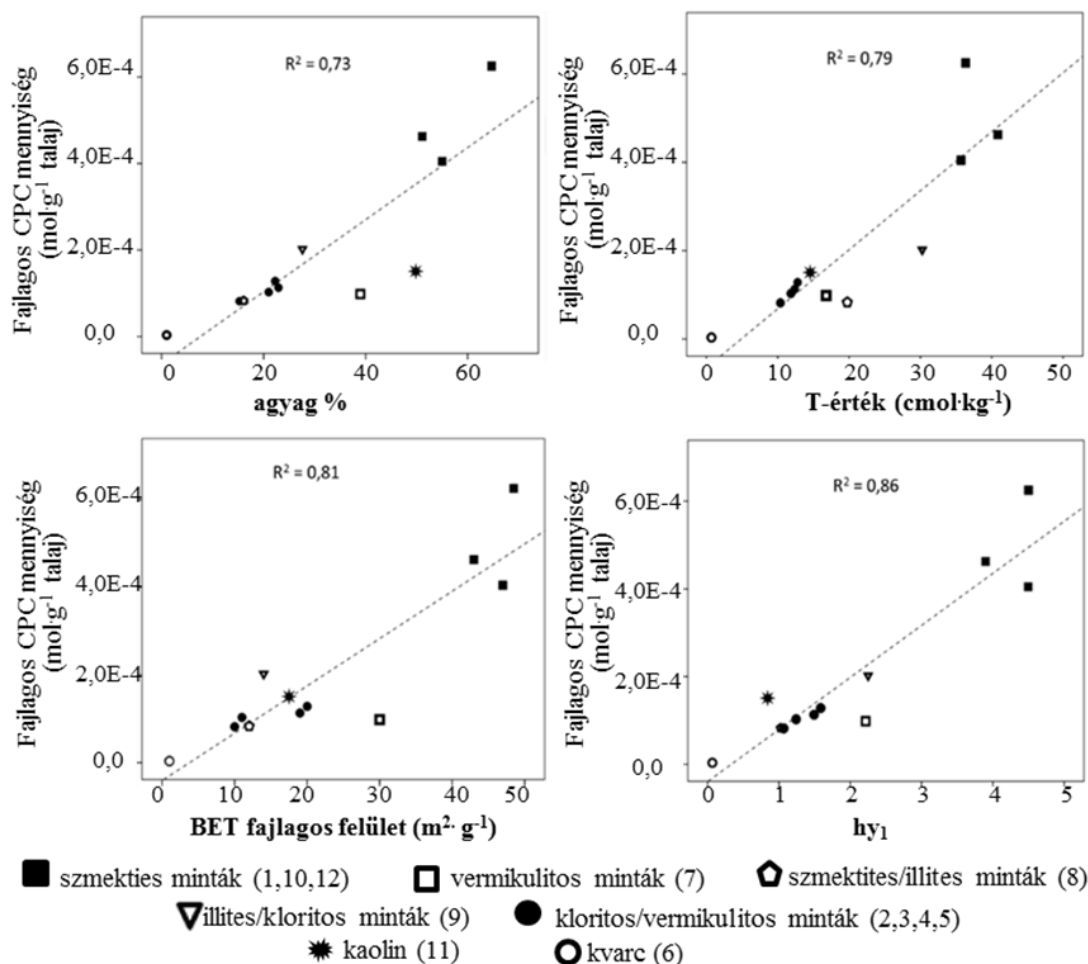 Fajlagos CPC mennyiség
(mol·g⁻¹ talaj)
6,0E-4
4,0E-4
2,0E-4
0,0
R² = 0,73
0 20 40 60
agyag %
Fajlagos CPC mennyiség
(mol·g⁻¹ talaj)
6,0E-4
4,0E-4
2,0E-4
0,0
R² = 0,79
0 10 20 30 40 50
T-érték (cmol·kg⁻¹)
Fajlagos CPC mennyiség
(mol·g⁻¹ talaj)
6,0E-4
4,0E-4
2,0E-4
0,0
R² = 0,81
0 10 20 30 40 50
BET fajlagos felület (m²· g⁻¹)
Fajlagos CPC mennyiség
(mol·g⁻¹ talaj)
6,0E-4
4,0E-4
2,0E-4
0,0
R² = 0,86
0 1 2 3 4 5
hy₁
szmekties minták (1,10,12) vermikulitos minták (7) szmektites/illites minták (8)
illites/kloritos minták (9) kloritos/vermikulitos minták (2,3,4,5)
kaolin (11) kvarc (6)